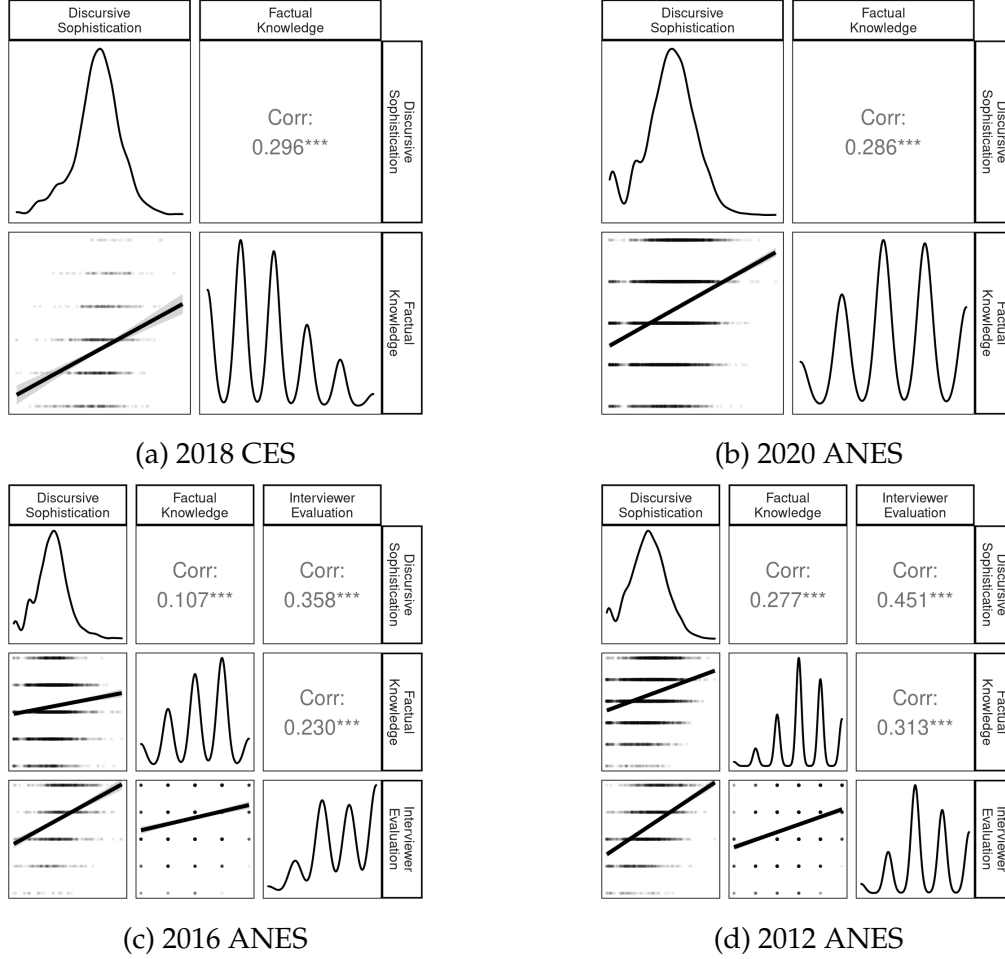 Discursive
Sophistication
Factual
Knowledge
Corr:
0.296***
Discursive
Sophistication
Factual
Knowledge
(a) 2018 CES
Discursive
Sophistication
Factual
Knowledge
Corr:
0.286***
Discursive
Sophistication
Factual
Knowledge
(b) 2020 ANES
Discursive
Sophistication
Factual
Knowledge
Interviewer
Evaluation
Corr:
0.107***
Corr:
0.358***
Discursive
Sophistication
Corr:
0.230***
Factual
Knowledge
Interviewer
Evaluation
(c) 2016 ANES
Discursive
Sophistication
Factual
Knowledge
Interviewer
Evaluation
Corr:
0.277***
Corr:
0.451***
Discursive
Sophistication
Corr:
0.313***
Factual
Knowledge
Interviewer
Evaluation
(d) 2012 ANES